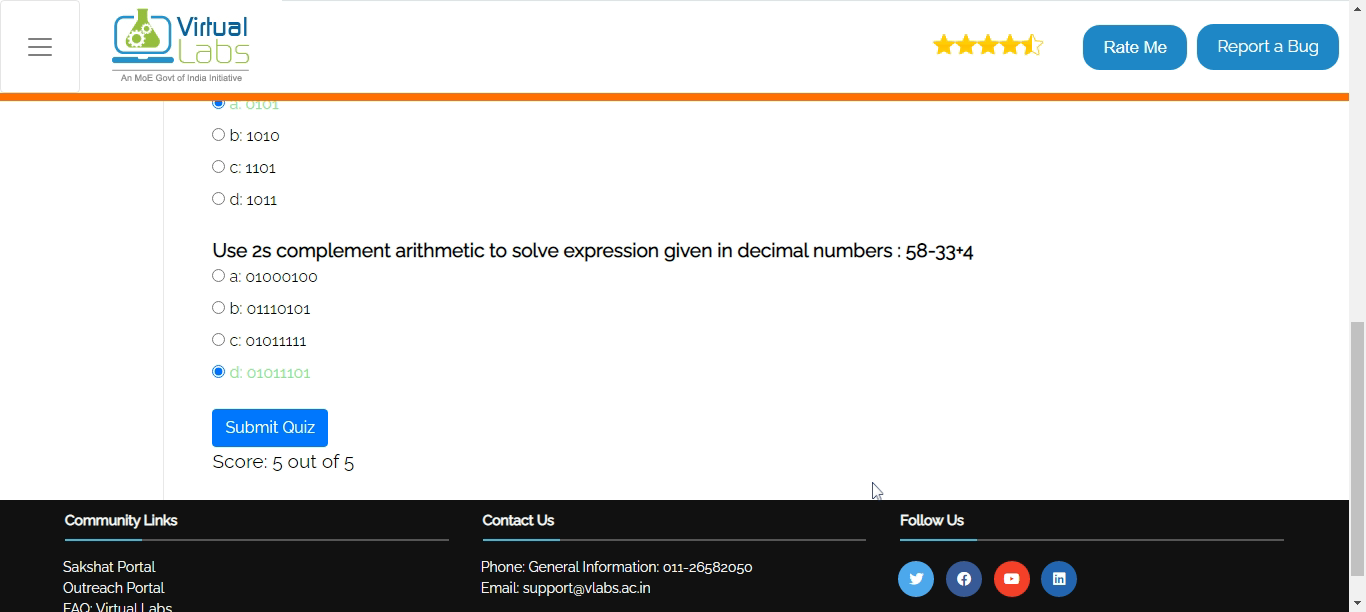 Virtual
Labs
An MoE Govt of India Initiative
Rate Me
Report a Bug
a: 0101
b: 1010
c: 1101
d: 1011
Use 2s complement arithmetic to solve expression given in decimal numbers : 58-33+4
a: 01000100
b: 01110101
c: 01011111
d: 01011101
Submit Quiz
Score: 5 out of 5
Community Links
Sakshat Portal
Outreach Portal
FAQ: Virtual Labs
Contact Us
Phone: General Information: 011-26582050
Email: support@vlabs.ac.in
Follow Us